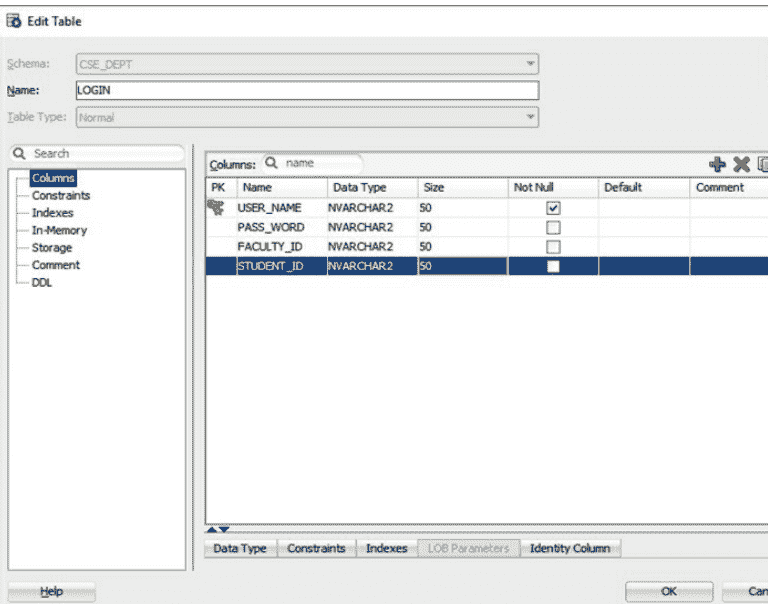 Edit Table
Schema: CSE_DEPT
Name: LOGIN
Table Type: Normal
Search
Columns
Constraints
Indexes
In-Memory
Storage
Comment
DDL
Columns: name
PK Name Data Type Size Not Null Default Comment
USER_NAME NVARCHAR2 50
PASS_WORD NVARCHAR2 50
FACULTY_ID NVARCHAR2 50
STUDENT_ID NVARCHAR2 50
Data Type Constraints Indexes LOB Parameters Identity Column
Help OK Can